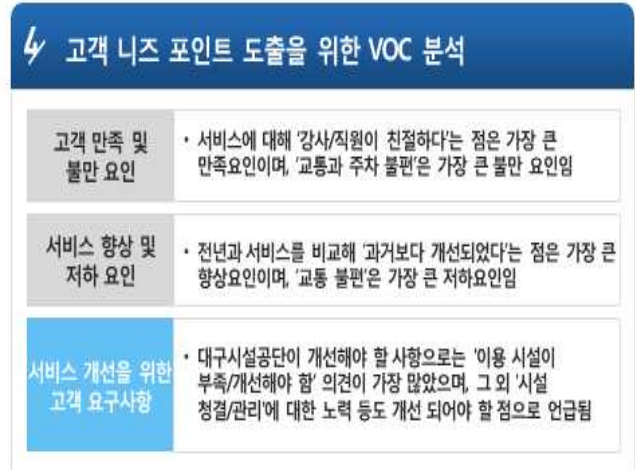 4 고객 니즈 포인트 도출을 위한 VOC 분석
고객 만족 및
불만 요인
• 서비스에 대해 '강사/직원이 친절하다'는 점은 가장 큰
만족요인이며, '교통과 주차 불편'은 가장 큰 불만 요인임
서비스 향상 및
저하 요인
• 전년과 서비스를 비교해 '과거보다 개선되었다'는 점은 가장 큰
향상요인이며, '교통 불편'은 가장 큰 저하요인임
서비스 개선을 위한
고객 요구사항
• 대구시설공단이 개선해야 할 사항으로는 '이용 시설이
부족/개선해야 함' 의견이 가장 많았으며, 그 외 '시설
청결/관리'에 대한 노력 등도 개선 되어야 할 점으로 언급됨